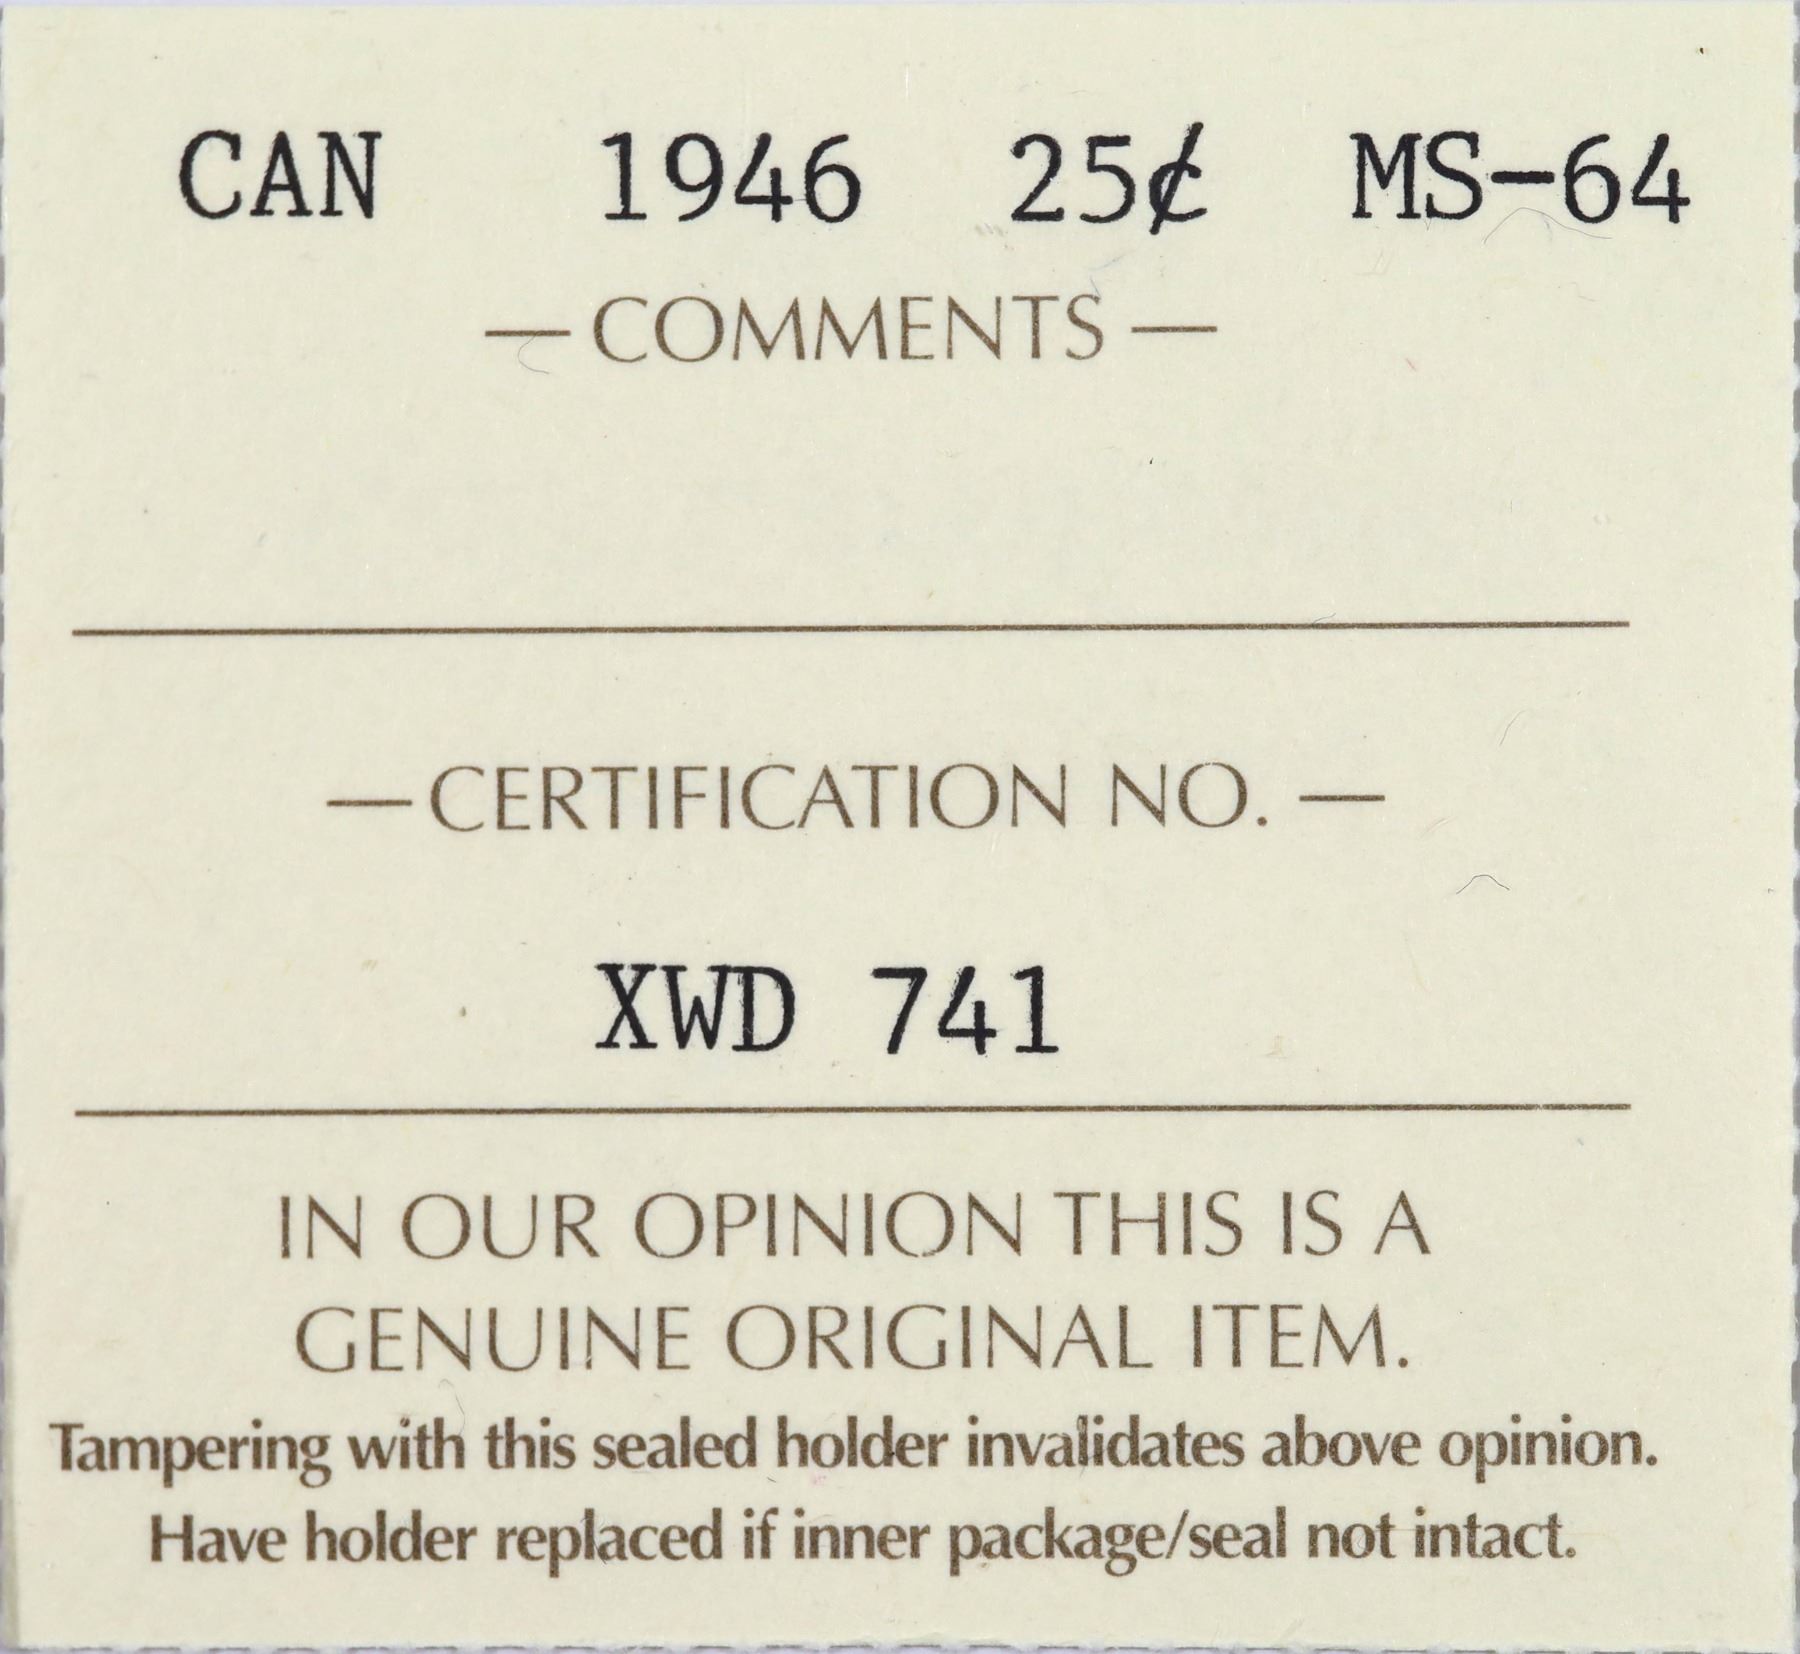 CAN 1946 25¢ MS-64
— COMMENTS —
— CERTIFICATION NO. —
XWD 741
IN OUR OPINION THIS IS A
GENUINE ORIGINAL ITEM.
Tampering with this sealed holder invalidates above opinion.
Have holder replaced if inner package/seal not intact.